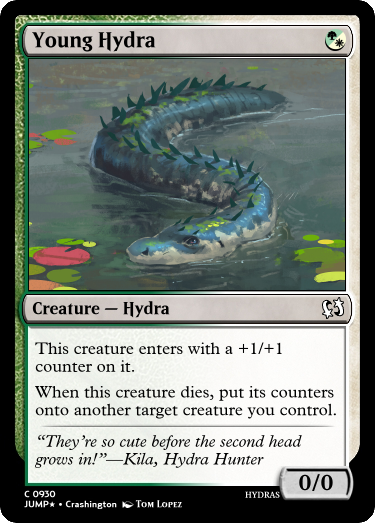 Young Hydra
Creature — Hydra
This creature enters with a +1/+1
counter on it.
When this creature dies, put its counters
onto another target creature you control.
“They’re so cute before the second head
grows in!”—Kila, Hydra Hunter
0/0
C 0930
HYDRAS
JUMP★ • Crashington Tom Lopez